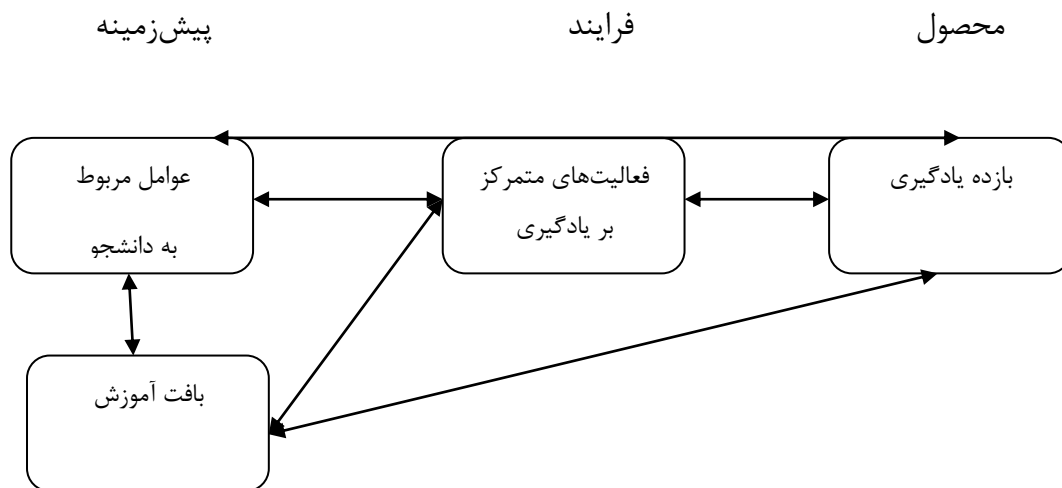 محصول
فرایند
پیش‌زمینه
بازده یادگیری
فعالیت‌های متمرکز
بر یادگیری
عوامل مربوط
به دانشجو
بافت آموزش